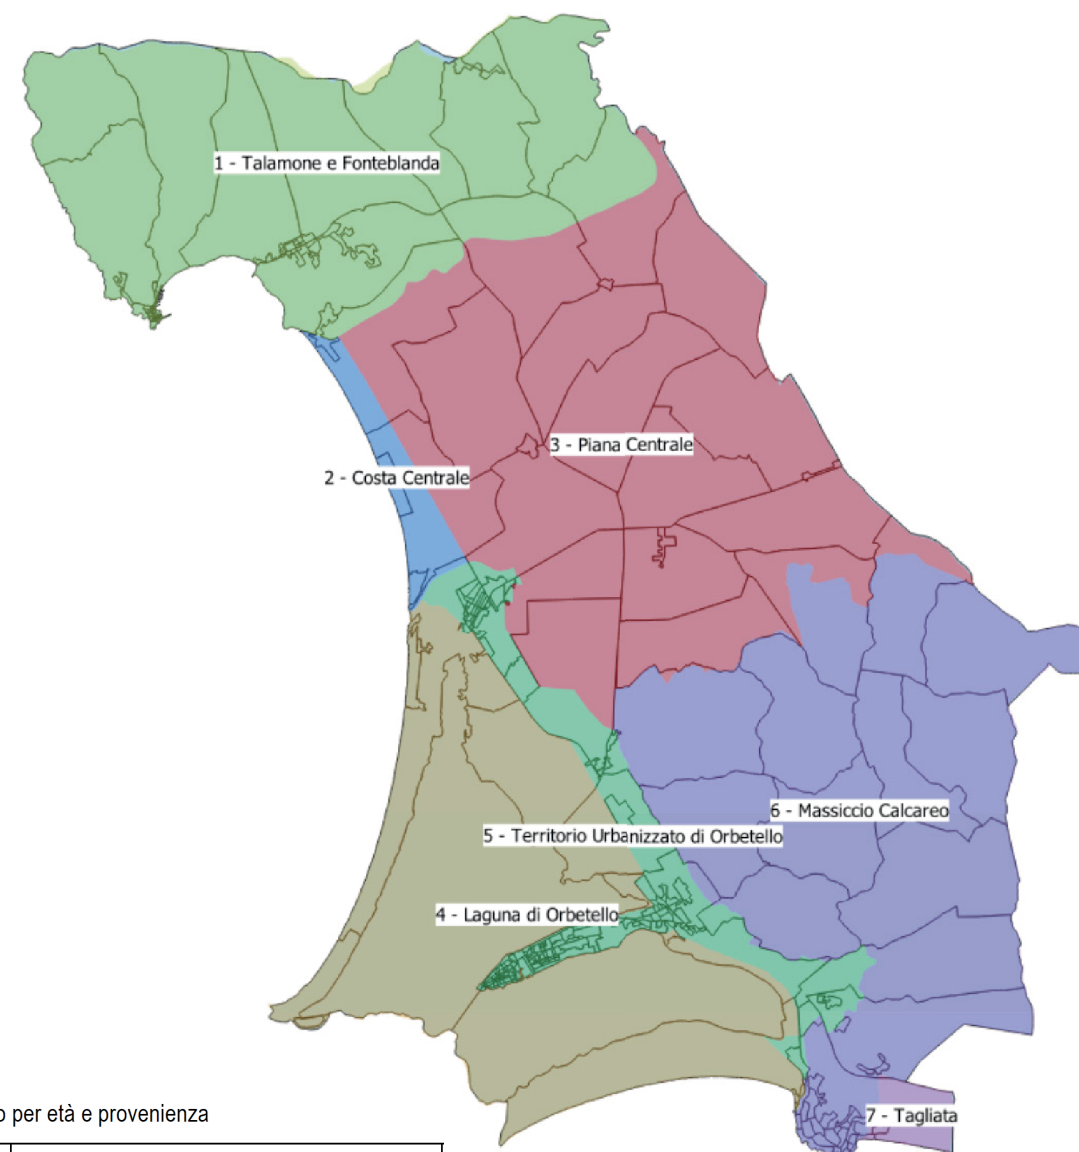 1 - Talamone e Fonteblanda
3 - Piana Centrale
2 - Costa Centrale
6 - Massiccio Calcareo
5 - Territorio Urbanizzato di Orbetello
4 - Laguna di Orbetello
o per età e provenienza
7 - Tagliata